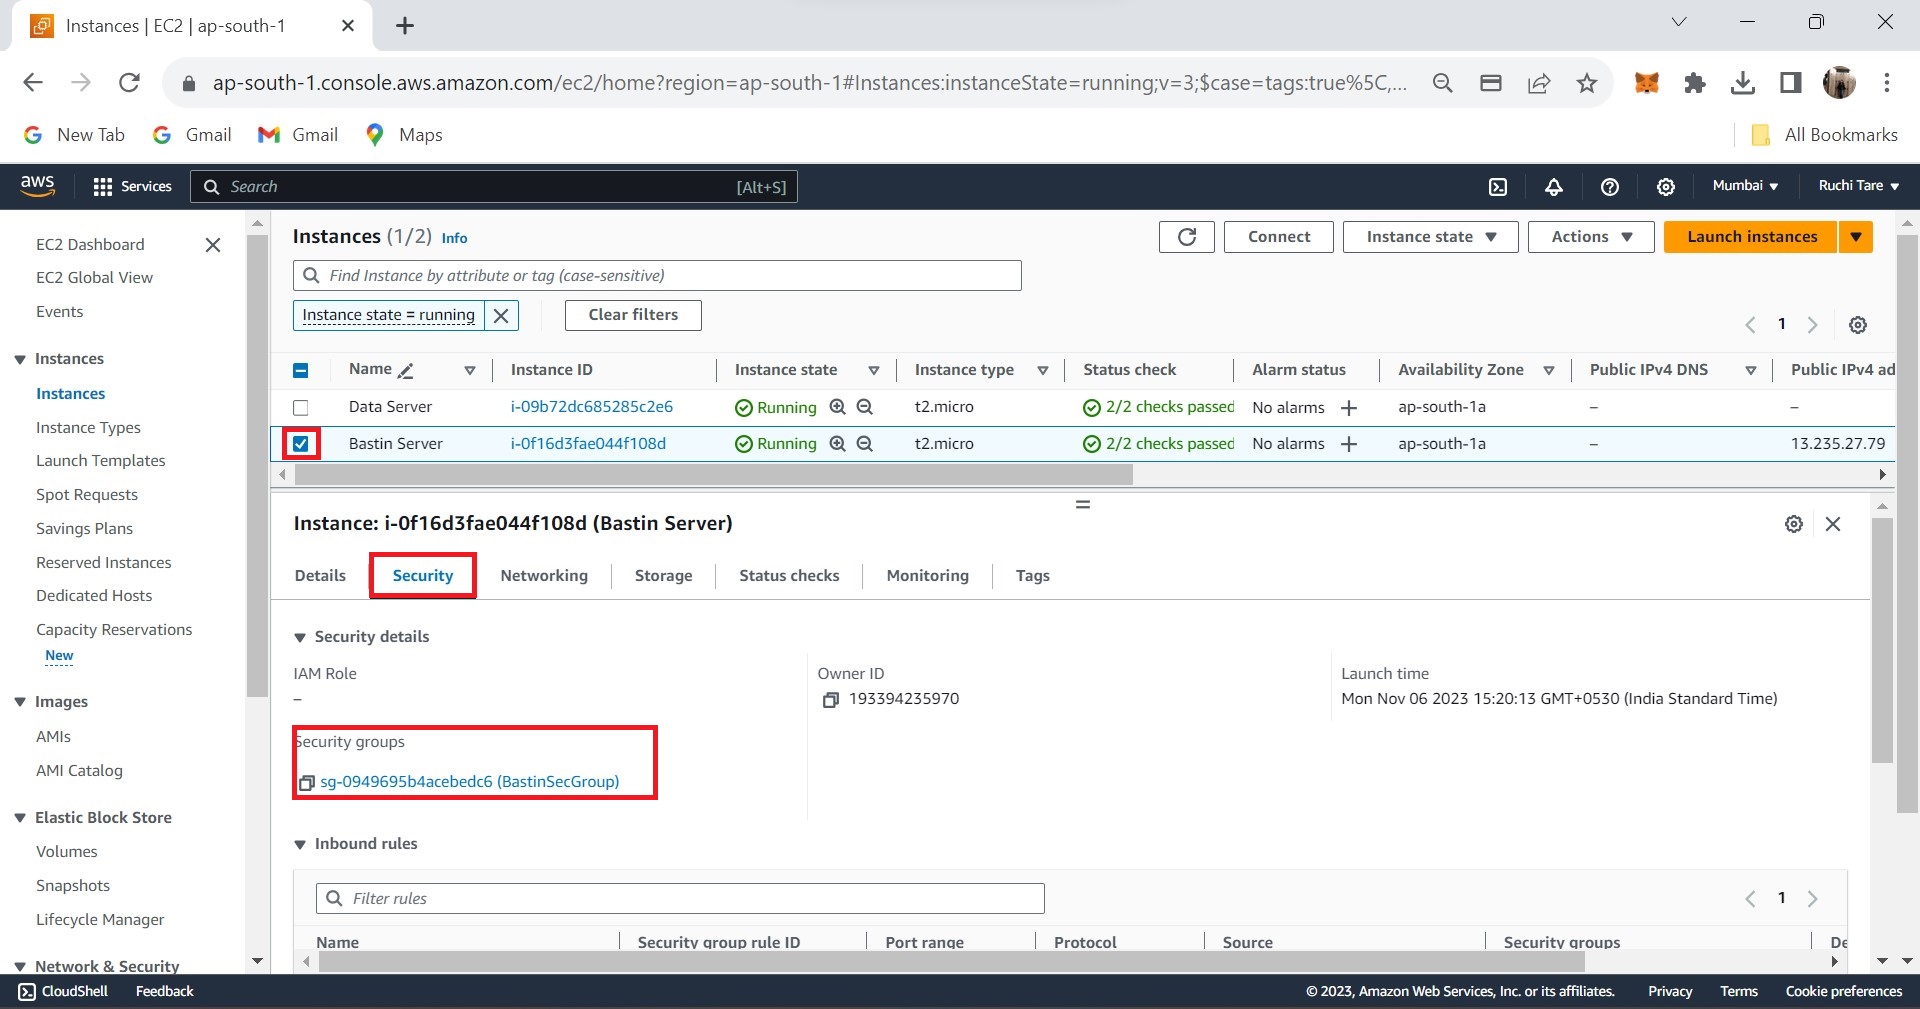 Instances | EC2 | ap-south-1
ap-south-1.console.aws.amazon.com/ec2/home?region=ap-south-1#Instances:instanceState=running;v=3;$case=tags:true%5C,...
New Tab Gmail Gmail Maps All Bookmarks
aws Services Search [Alt+S] Mumbai Ruchi Tare
EC2 Dashboard
EC2 Global View
Events
Instances
Instances
Instance Types
Launch Templates
Spot Requests
Savings Plans
Reserved Instances
Dedicated Hosts
Capacity Reservations
New
Images
AMIs
AMI Catalog
Elastic Block Store
Volumes
Snapshots
Lifecycle Manager
Network & Security
Instances (1/2) Info Connect Instance state Actions Launch instances
Find Instance by attribute or tag (case-sensitive)
Instance state = running Clear filters
1
Name Instance ID Instance state Instance type Status check Alarm status Availability Zone Public IPv4 DNS Public IPv4 ad
Data Server i-09b72dc685285c2e6 Running t2.micro 2/2 checks passed No alarms ap-south-1a – –
Bastin Server i-0f16d3fae044f108d Running t2.micro 2/2 checks passed No alarms ap-south-1a – 13.235.27.79
Instance: i-0f16d3fae044f108d (Bastin Server)
Details Security Networking Storage Status checks Monitoring Tags
Security details
IAM Role Owner ID Launch time
– 193394235970 Mon Nov 06 2023 15:20:13 GMT+0530 (India Standard Time)
Security groups
sg-0949695b4acebedc6 (BastinSecGroup)
Inbound rules
Filter rules 1
Name Security group rule ID Port range Protocol Source Security groups De
CloudShell Feedback © 2023, Amazon Web Services, Inc. or its affiliates. Privacy Terms Cookie preferences